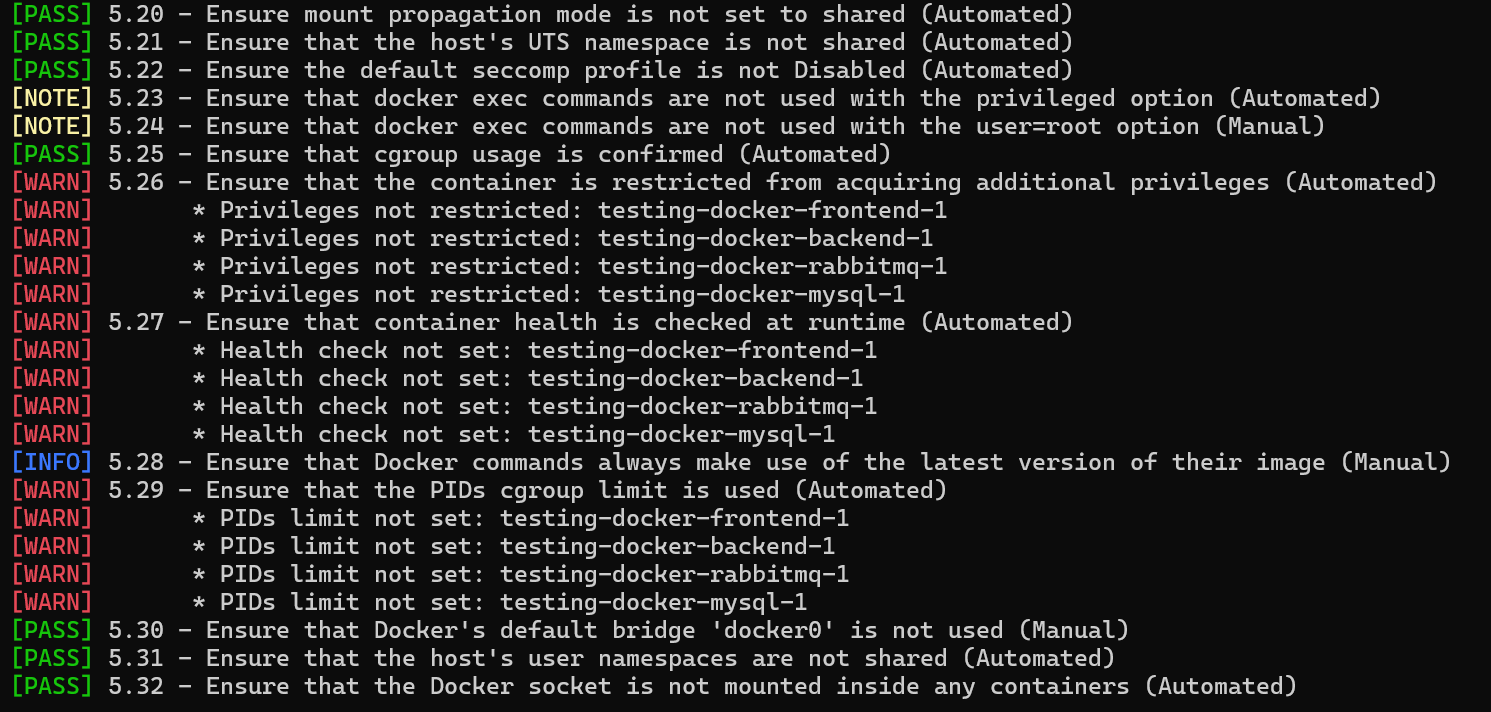 [PASS] 5.20 - Ensure mount propagation mode is not set to shared (Automated)
[PASS] 5.21 - Ensure that the host's UTS namespace is not shared (Automated)
[PASS] 5.22 - Ensure the default seccomp profile is not Disabled (Automated)
[NOTE] 5.23 - Ensure that docker exec commands are not used with the privileged option (Automated)
[NOTE] 5.24 - Ensure that docker exec commands are not used with the user=root option (Manual)
[PASS] 5.25 - Ensure that cgroup usage is confirmed (Automated)
[WARN] 5.26 - Ensure that the container is restricted from acquiring additional privileges (Automated)
[WARN]       * Privileges not restricted: testing-docker-frontend-1
[WARN]       * Privileges not restricted: testing-docker-backend-1
[WARN]       * Privileges not restricted: testing-docker-rabbitmq-1
[WARN]       * Privileges not restricted: testing-docker-mysql-1
[WARN] 5.27 - Ensure that container health is checked at runtime (Automated)
[WARN]       * Health check not set: testing-docker-frontend-1
[WARN]       * Health check not set: testing-docker-backend-1
[WARN]       * Health check not set: testing-docker-rabbitmq-1
[WARN]       * Health check not set: testing-docker-mysql-1
[INFO] 5.28 - Ensure that Docker commands always make use of the latest version of their image (Manual)
[WARN] 5.29 - Ensure that the PIDs cgroup limit is used (Automated)
[WARN]       * PIDs limit not set: testing-docker-frontend-1
[WARN]       * PIDs limit not set: testing-docker-backend-1
[WARN]       * PIDs limit not set: testing-docker-rabbitmq-1
[WARN]       * PIDs limit not set: testing-docker-mysql-1
[PASS] 5.30 - Ensure that Docker's default bridge 'docker0' is not used (Manual)
[PASS] 5.31 - Ensure that the host's user namespaces are not shared (Automated)
[PASS] 5.32 - Ensure that the Docker socket is not mounted inside any containers (Automated)